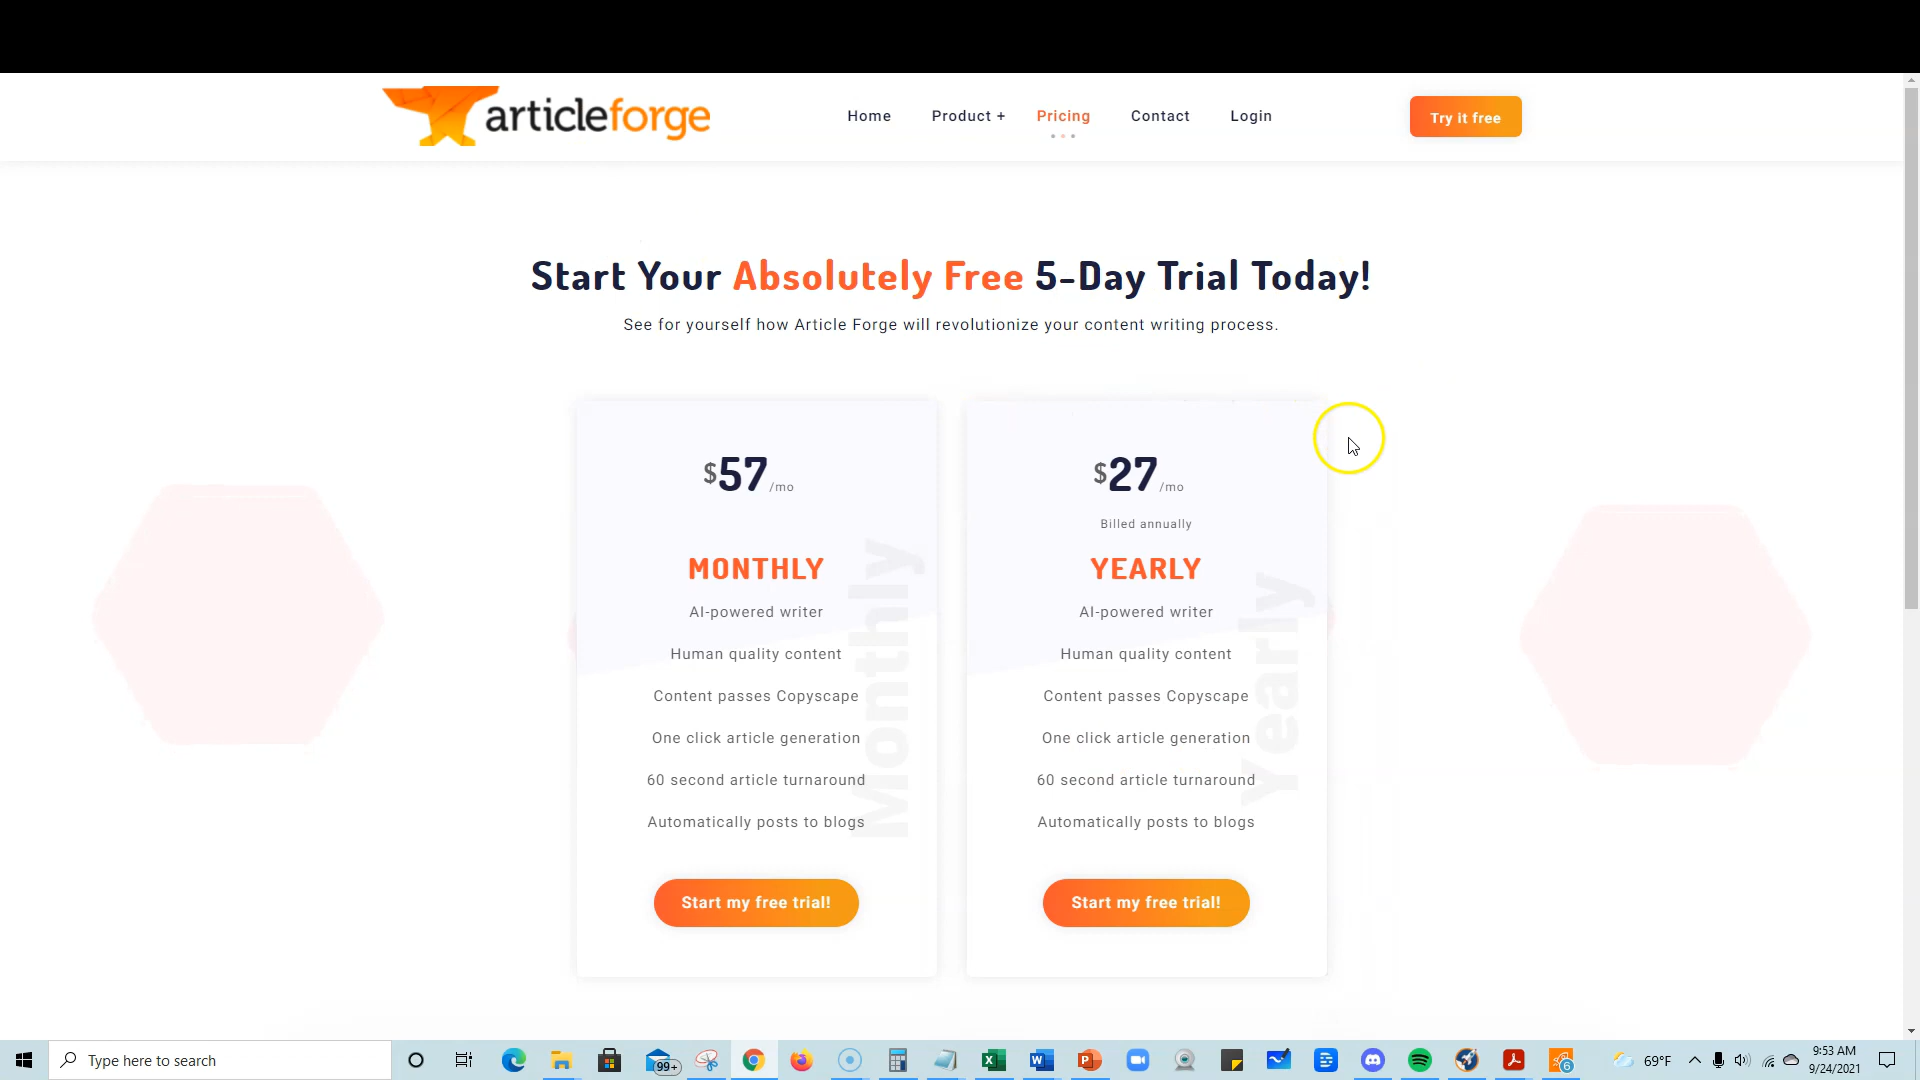 articleforge
Home Product + Pricing Contact Login
Try it free
Start Your Absolutely Free 5-Day Trial Today!
See for yourself how Article Forge will revolutionize your content writing process.
$57/mo
MONTHLY
AI-powered writer
Human quality content
Content passes Copyscape
One click article generation
60 second article turnaround
Automatically posts to blogs
Start my free trial!
Monthly
$27/mo
Billed annually
YEARLY
AI-powered writer
Human quality content
Content passes Copyscape
One click article generation
60 second article turnaround
Automatically posts to blogs
Start my free trial!
Yearly
Type here to search
99+
6
69°F
9:53 AM
9/24/2021